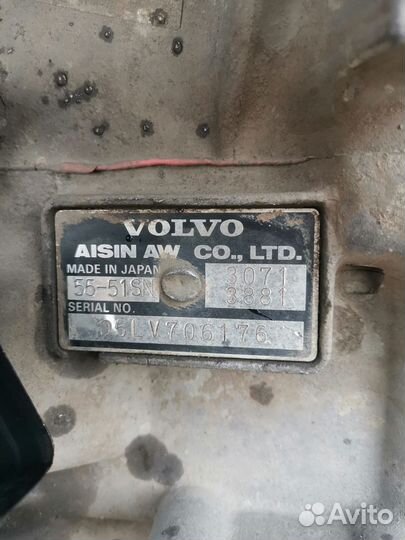 VOLVO
AISIN AW CO., LTD.
MADE IN JAPAN
55-51SN 3071
3881
SERIAL NO.
05LV706176
Avito